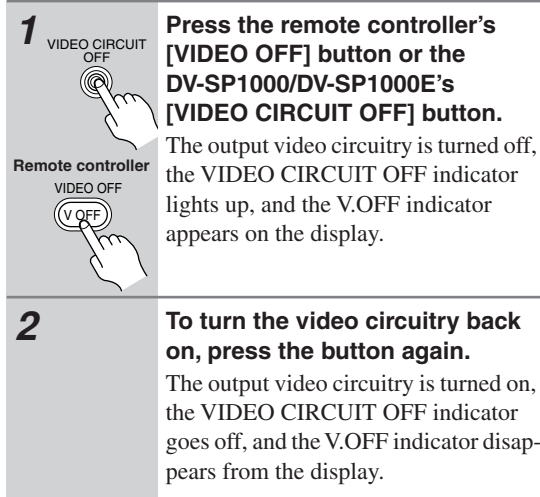 1
VIDEO CIRCUIT
OFF
Remote controller
VIDEO OFF
V OFF
Press the remote controller's
[VIDEO OFF] button or the
DV-SP1000/DV-SP1000E's
[VIDEO CIRCUIT OFF] button.
The output video circuitry is turned off,
the VIDEO CIRCUIT OFF indicator
lights up, and the V.OFF indicator
appears on the display.
2
To turn the video circuitry back
on, press the button again.
The output video circuitry is turned on,
the VIDEO CIRCUIT OFF indicator
goes off, and the V.OFF indicator disap-
pears from the display.